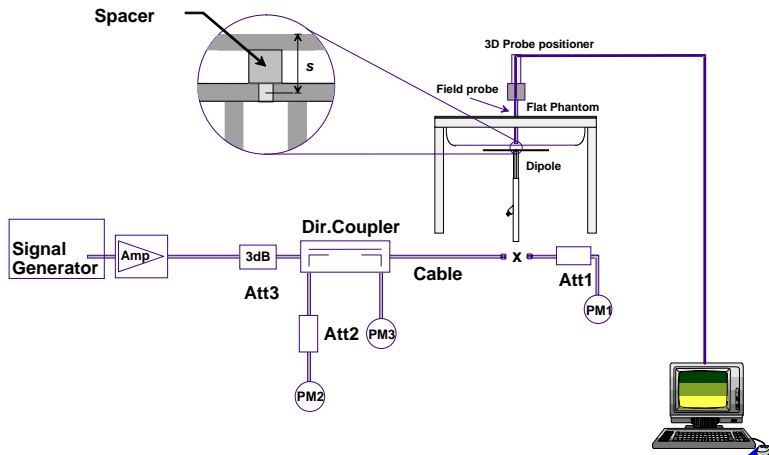 Spacer
s
3D Probe positioner
Field probe
Flat Phantom
Dipole
Dir.Coupler
Signal
Generator
Amp
3dB
Cable
x
Att3
Att1
Att2
PM3
PM1
PM2